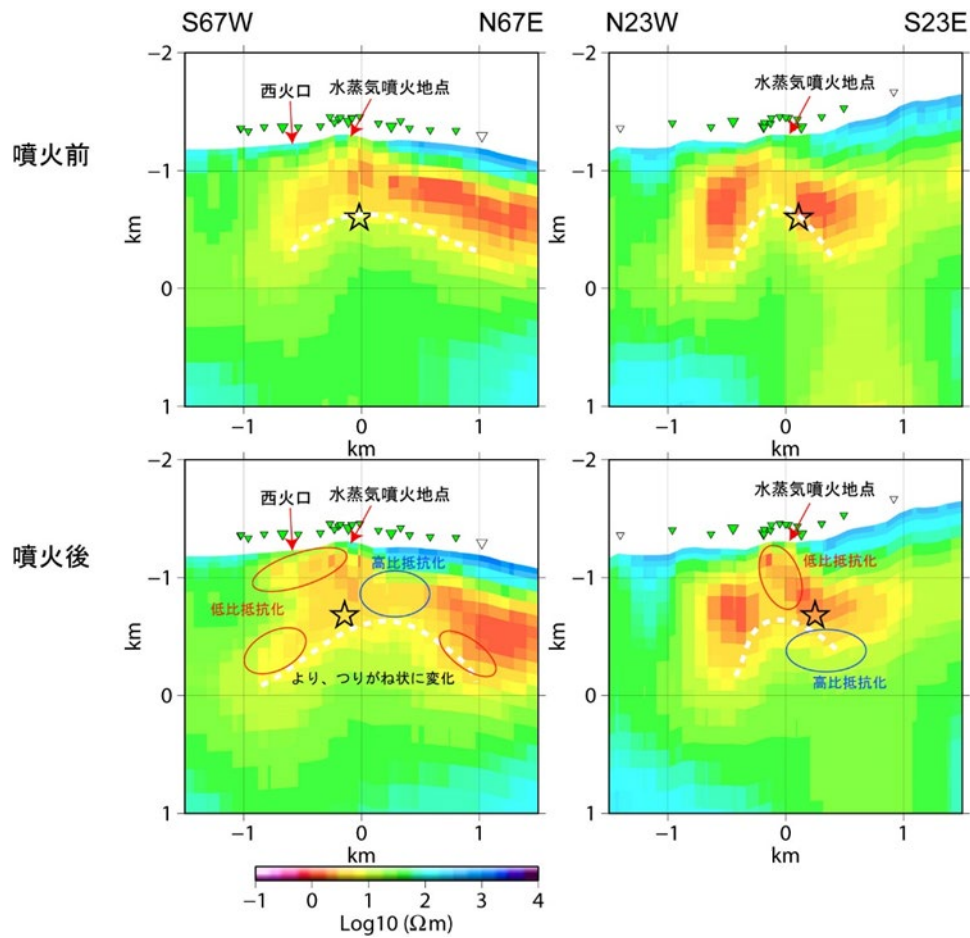 S67W
N67E
N23W
S23E
噴火前
−2
−1
0
1
km
西火口
水蒸気噴火地点
−1
0
1
km
−2
−1
0
1
km
水蒸気噴火地点
−1
0
1
km
噴火後
−2
−1
0
1
km
西火口
水蒸気噴火地点
高比抵抗化
低比抵抗化
より、つりがね状に変化
−1
0
1
km
−2
−1
0
1
km
水蒸気噴火地点
低比抵抗化
高比抵抗化
−1
0
1
km
−1
0
1
2
3
4
Log10 (Ωm)